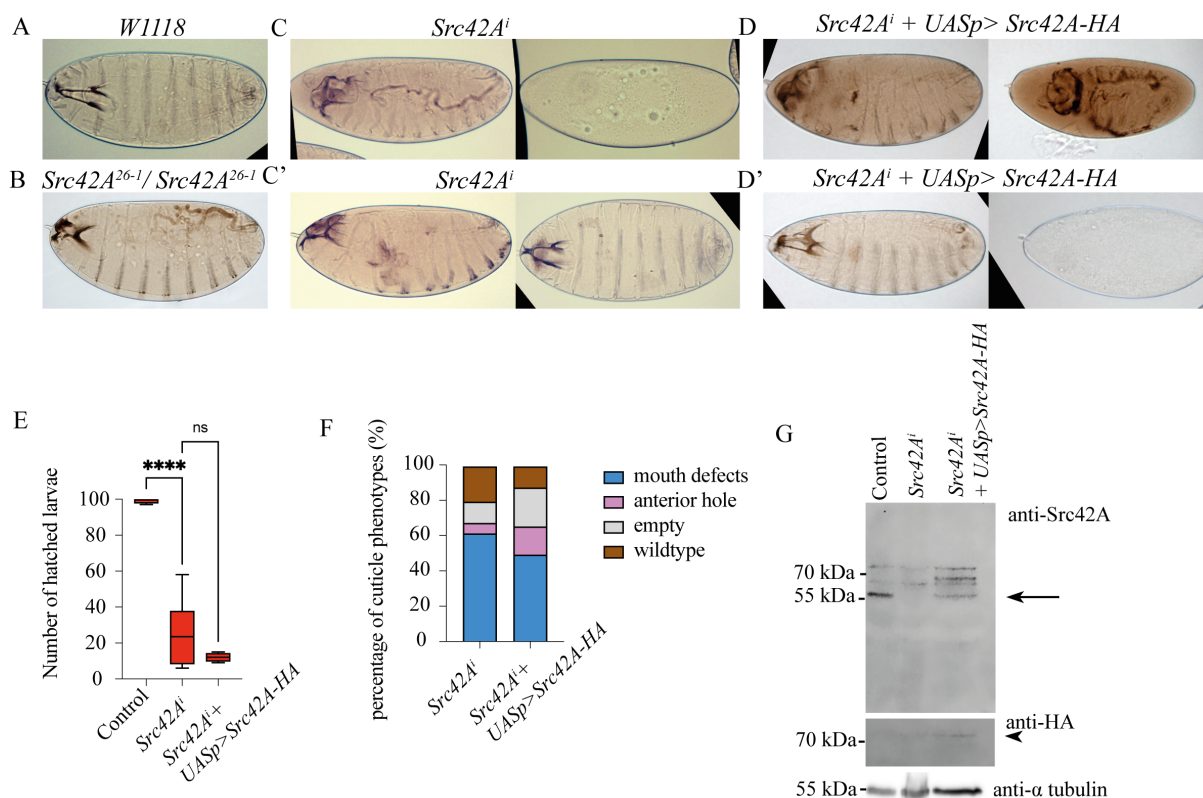 A
W1118
C
Src42Aⁱ
D
Src42Aⁱ + UASp> Src42A-HA
B
Src42A²⁶⁻¹/ Src42A²⁶⁻¹
C'
Src42Aⁱ
D'
Src42Aⁱ + UASp> Src42A-HA
E
ns
****
Number of hatched larvae
100
80
60
40
20
0
Control
Src42Aⁱ
Src42Aⁱ+
UASp>Src42A-HA
F
percentage of cuticle phenotypes (%)
100
80
60
40
20
0
Src42Aⁱ
Src42Aⁱ+
UASp>Src42A-HA
mouth defects
anterior hole
empty
wildtype
G
Control
Src42Aⁱ
Src42Aⁱ
+ UASp>Src42A-HA
anti-Src42A
70 kDa
55 kDa
anti-HA
70 kDa
55 kDa
anti-α tubulin